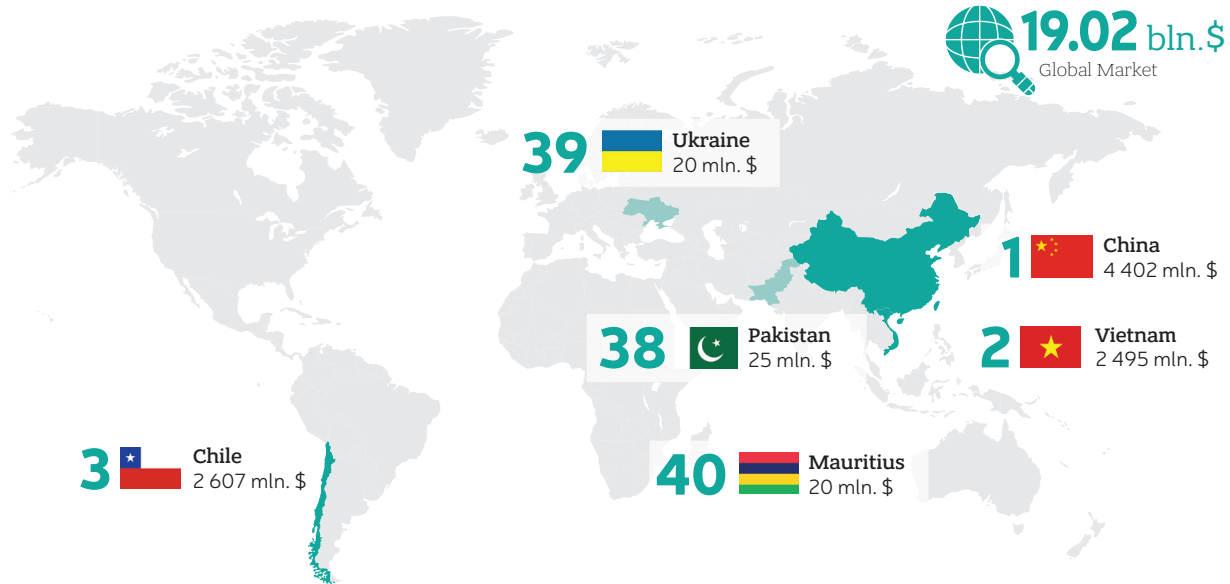 19.02 bln.$
Global Market
39
Ukraine
20 mln. $
1
China
4 402 mln. $
38
Pakistan
25 mln. $
2
Vietnam
2 495 mln. $
3
Chile
2 607 mln. $
40
Mauritius
20 mln. $